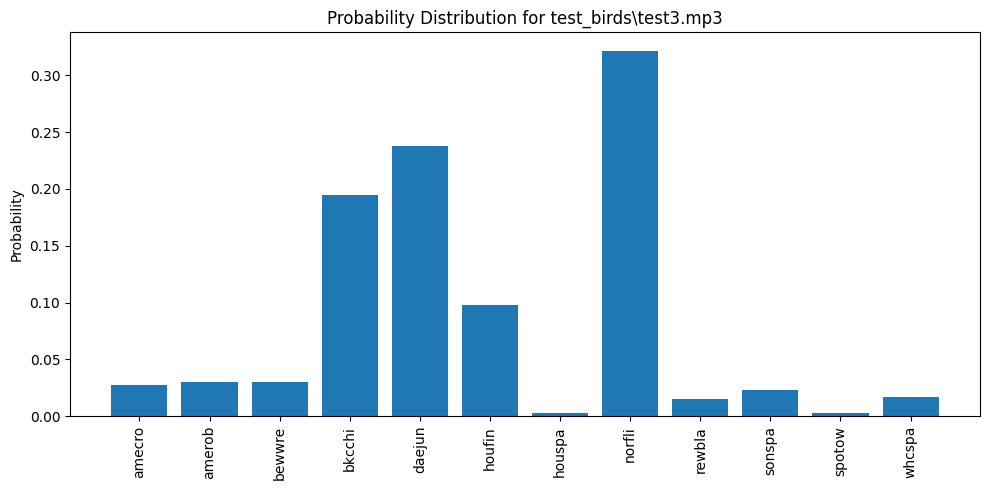 Probability Distribution for test_birds\test3.mp3
Probability
0.30
0.25
0.20
0.15
0.10
0.05
0.00
amecro
amerob
bewwre
bkcchi
daejun
houfin
houspa
norfli
rewbla
sonspa
spotow
whcspa